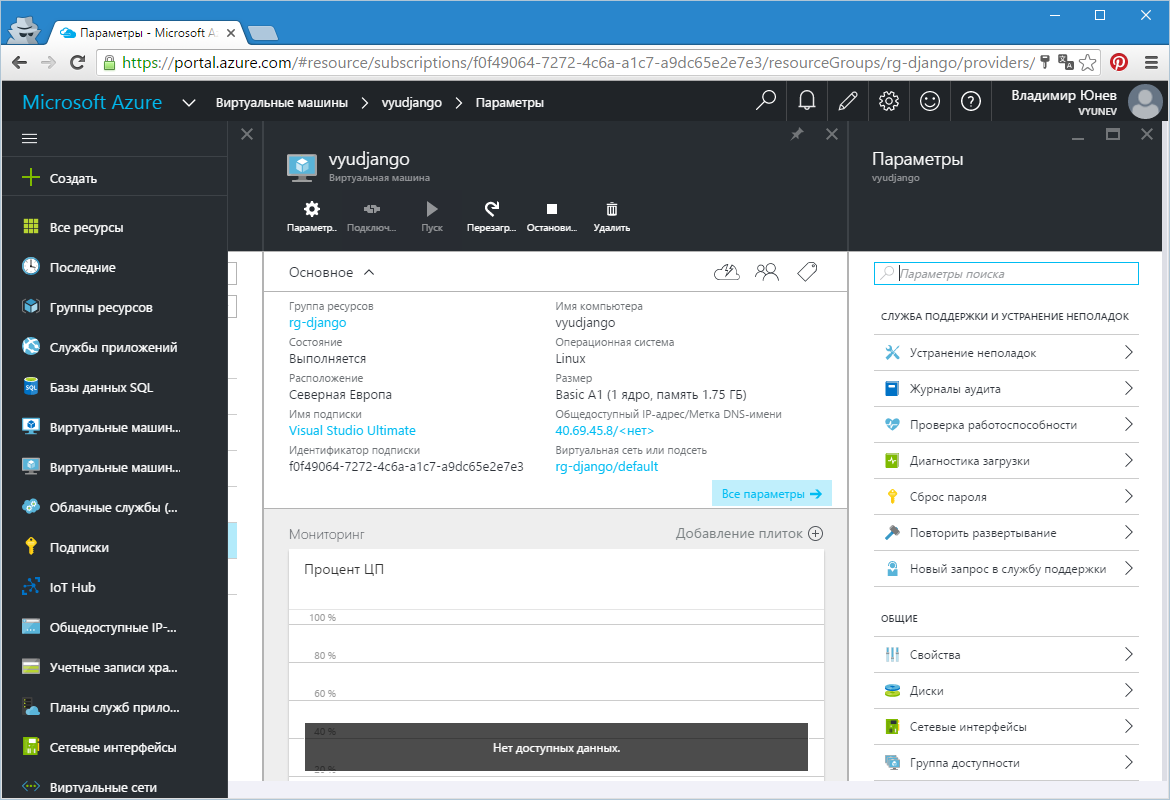 Параметры - Microsoft A
https://portal.azure.com/#resource/subscriptions/f0f49064-7272-4c6a-a1c7-a9dc65e2e7e3/resourceGroups/rg-django/providers/
Microsoft Azure
Виртуальные машины
vyudjango
Параметры
Владимир Юнев
VYUNEV
Создать
Все ресурсы
Последние
Группы ресурсов
Службы приложений
Базы данных SQL
Виртуальные машин...
Виртуальные машин...
Облачные службы (...
Подписки
IoT Hub
Общедоступные IP-...
Учетные записи хра...
Планы служб прило...
Сетевые интерфейсы
Виртуальные сети
vyudjango
Виртуальная машина
Параметр..
Подключ...
Пуск
Перезагр...
Останови...
Удалить
Основное
Группа ресурсов
rg-django
Состояние
Выполняется
Расположение
Северная Европа
Имя подписки
Visual Studio Ultimate
Идентификатор подписки
f0f49064-7272-4c6a-a1c7-a9dc65e2e7e3
Имя компьютера
vyudjango
Операционная система
Linux
Размер
Basic A1 (1 ядро, память 1.75 ГБ)
Общедоступный IP-адрес/Метка DNS-имени
40.69.45.8/<нет>
Виртуальная сеть или подсеть
rg-django/default
Все параметры
Мониторинг
Добавление плиток
Процент ЦП
100 %
80 %
60 %
40 %
20 %
Нет доступных данных.
Параметры
vyudjango
Параметры поиска
СЛУЖБА ПОДДЕРЖКИ И УСТРАНЕНИЕ НЕПОЛАДОК
Устранение неполадок
Журналы аудита
Проверка работоспособности
Диагностика загрузки
Сброс пароля
Повторить развертывание
Новый запрос в службу поддержки
ОБЩИЕ
Свойства
Диски
Сетевые интерфейсы
Группа доступности